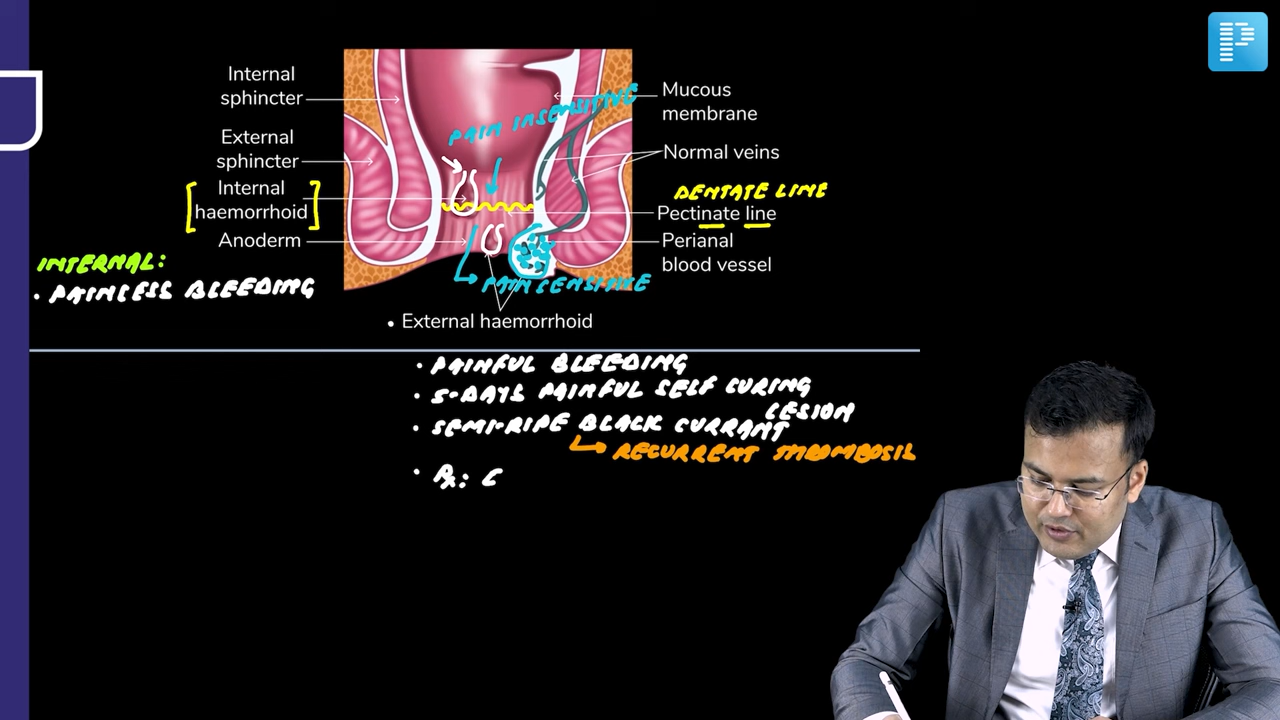 Internal
sphincter
External
sphincter
Internal
haemorrhoid
Anoderm
INTERNAL:
• PAINLESS BLEEDING
PAIN INSENSITIVE
PAIN SENSITIVE
Mucous
membrane
Normal veins
DENTATE LINE
Pectinate line
Perianal
blood vessel
• External haemorrhoid
• PAINFUL BLEEDING
• 5-DAYS PAINFUL SELF CURING
LESION
• SEMI-RIPE BLACK CURRANT
RECURRENT THROMBOSIS
• Rx: C
P